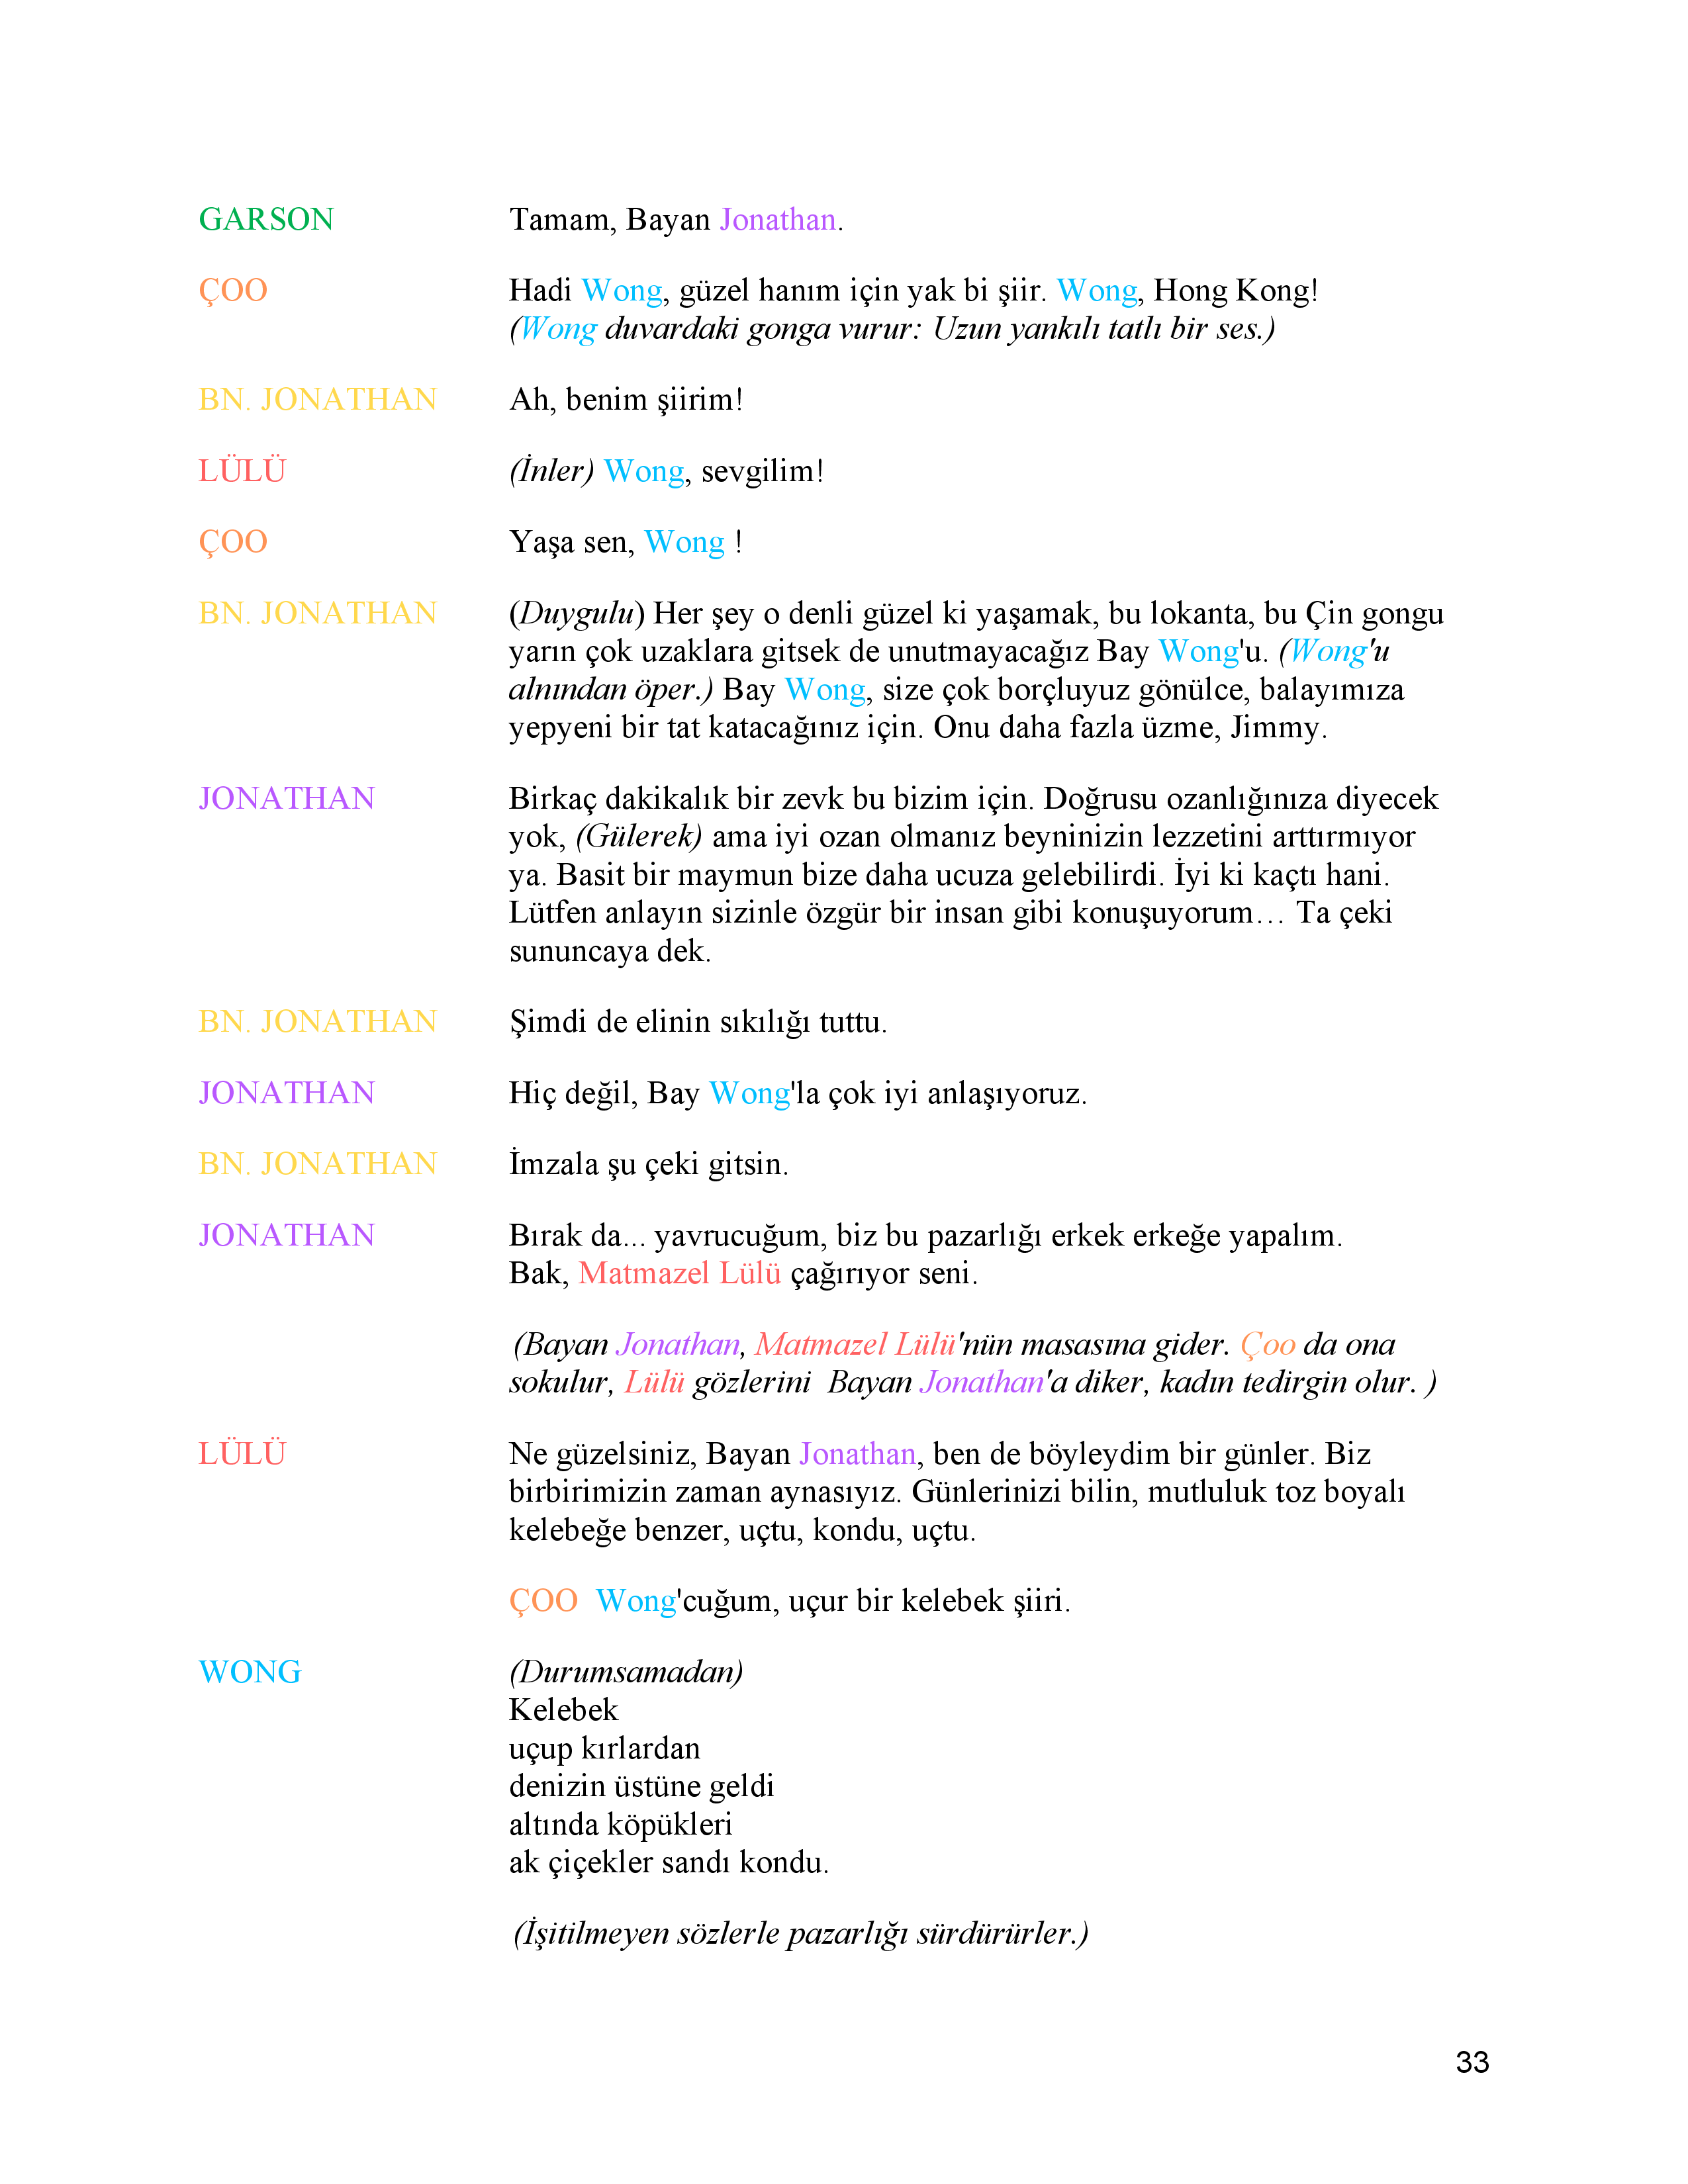 GARSON Tamam, Bayan Jonathan.
ÇOO Hadi Wong, güzel hanım için yak bi şiir. Wong, Hong Kong!
(Wong duvardaki gonga vurur: Uzun yankılı tatlı bir ses.)
BN. JONATHAN Ah, benim şiirim!
LÜLÜ (İnler) Wong, sevgilim!
ÇOO Yaşa sen, Wong !
BN. JONATHAN (Duygulu) Her şey o denli güzel ki yaşamak, bu lokanta, bu Çin gongu
yarın çok uzaklara gitsek de unutmayacağız Bay Wong'u. (Wong'u
alnından öper.) Bay Wong, size çok borçluyuz gönülce, balayımıza
yepyeni bir tat katacağınız için. Onu daha fazla üzme, Jimmy.
JONATHAN Birkaç dakikalık bir zevk bu bizim için. Doğrusu ozanlığınıza diyecek
yok, (Gülerek) ama iyi ozan olmanız beyninizin lezzetini arttırmıyor
ya. Basit bir maymun bize daha ucuza gelebilirdi. İyi ki kaçtı hani.
Lütfen anlayın sizinle özgür bir insan gibi konuşuyorum… Ta çeki
sununcaya dek.
BN. JONATHAN Şimdi de elinin sıkılığı tuttu.
JONATHAN Hiç değil, Bay Wong'la çok iyi anlaşıyoruz.
BN. JONATHAN İmzala şu çeki gitsin.
JONATHAN Bırak da... yavrucuğum, biz bu pazarlığı erkek erkeğe yapalım.
Bak, Matmazel Lülü çağırıyor seni.
(Bayan Jonathan, Matmazel Lülü'nün masasına gider. Çoo da ona
sokulur, Lülü gözlerini Bayan Jonathan'a diker, kadın tedirgin olur. )
LÜLÜ Ne güzelsiniz, Bayan Jonathan, ben de böyleydim bir günler. Biz
birbirimizin zaman aynasıyız. Günlerinizi bilin, mutluluk toz boyalı
kelebeğe benzer, uçtu, kondu, uçtu.
ÇOO Wong'cuğum, uçur bir kelebek şiiri.
WONG (Durumsamadan)
Kelebek
uçup kırlardan
denizin üstüne geldi
altında köpükleri
ak çiçekler sandı kondu.
(İşitilmeyen sözlerle pazarlığı sürdürürler.)
33